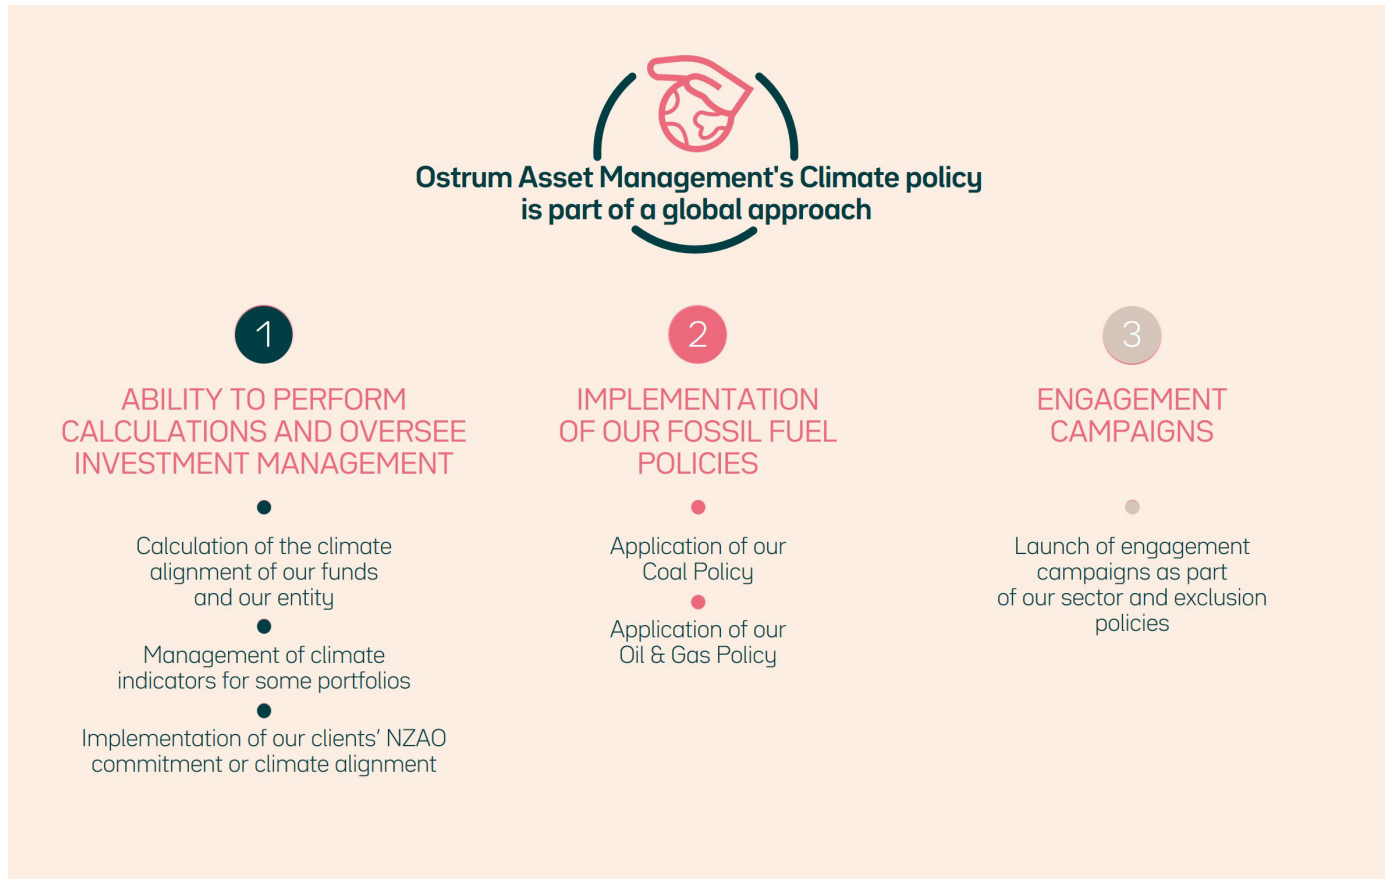 Ostrum Asset Management's Climate policy
is part of a global approach
1
ABILITY TO PERFORM
CALCULATIONS AND OVERSEE
INVESTMENT MANAGEMENT
Calculation of the climate
alignment of our funds
and our entity
Management of climate
indicators for some portfolios
Implementation of our clients’ NZAO
commitment or climate alignment
2
IMPLEMENTATION
OF OUR FOSSIL FUEL
POLICIES
Application of our
Coal Policy
Application of our
Oil & Gas Policy
3
ENGAGEMENT
CAMPAIGNS
Launch of engagement
campaigns as part
of our sector and exclusion
policies